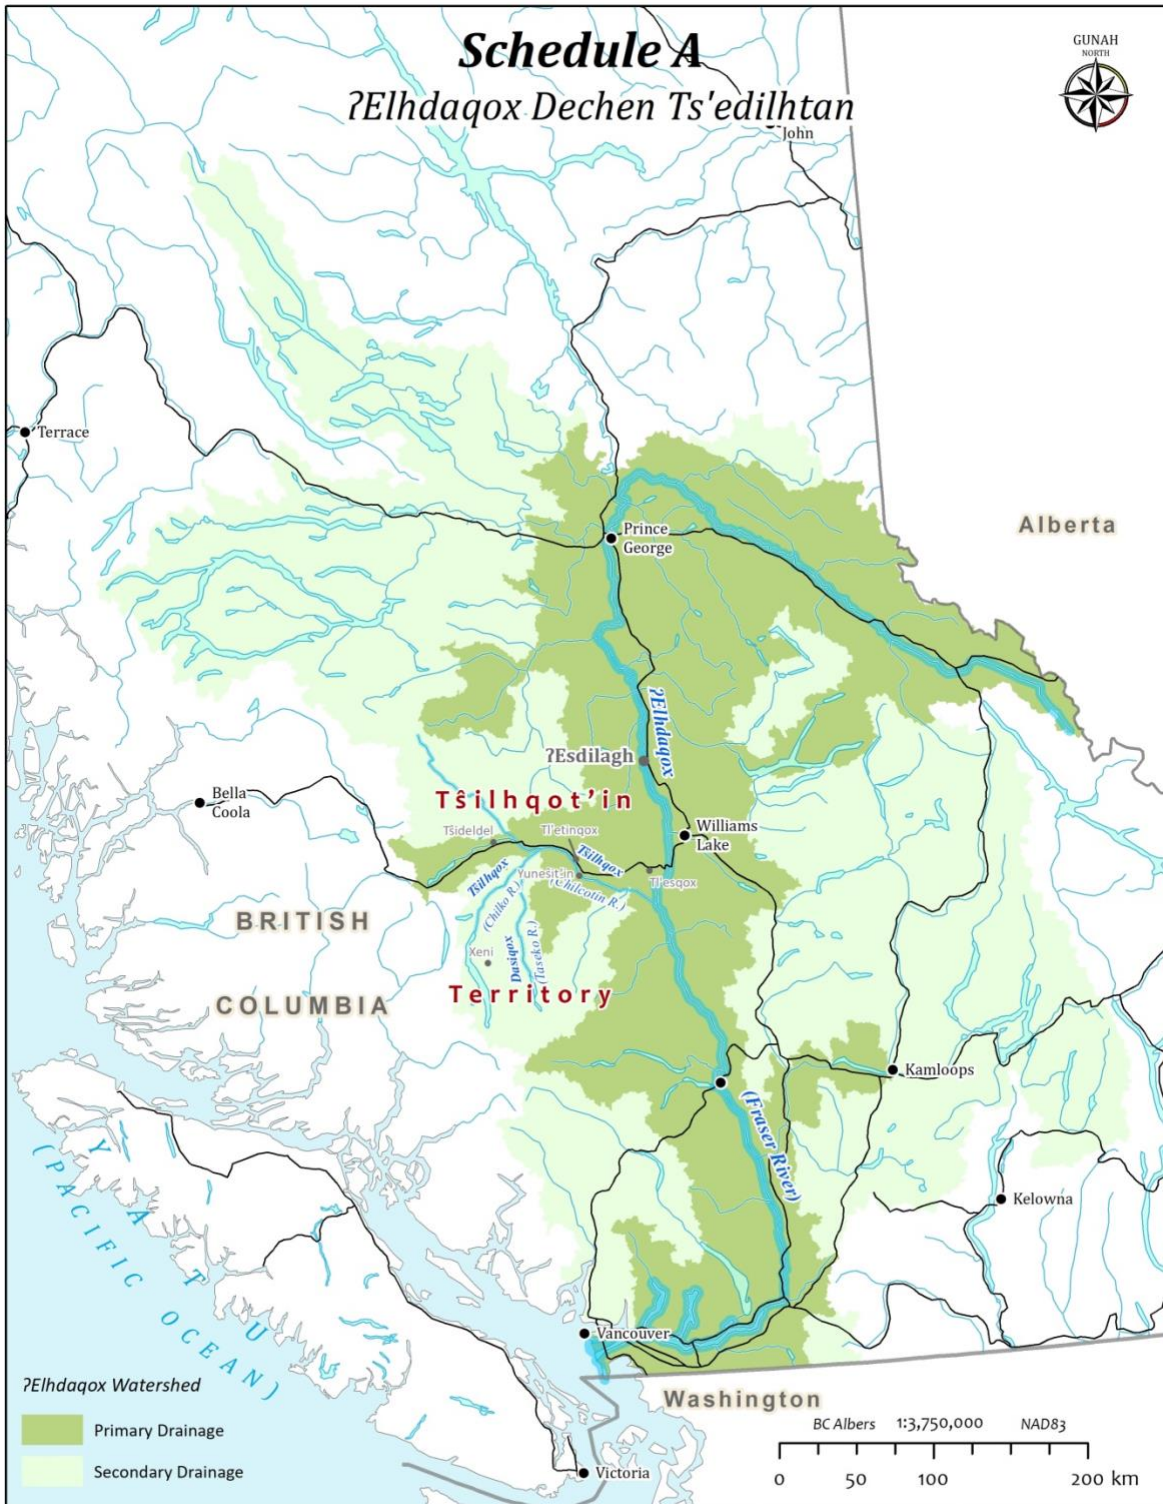 Schedule A
ʔElhdaqox Dechen Ts'edilhtan
GUNAH
NORTH
John
Terrace
Prince
George
Alberta
ʔElhdaqox
ʔEsdilagh
Bella
Coola
Tŝilhqot'in
Williams
Lake
Tŝideldel
Tl'etinqox
Tŝilhqox
Yunesit'in
(Chilcotin R.)
Tl'esqox
Tŝilhqox
(Chilko R.)
Dasiqox
(Taseko R.)
Xeni
Territory
BRITISH
COLUMBIA
Kamloops
(Fraser River)
Kelowna
YATU
(PACIFIC OCEAN)
Vancouver
Washington
Victoria
ʔElhdaqox Watershed
Primary Drainage
Secondary Drainage
BC Albers 1:3,750,000 NAD83
0 50 100 200 km